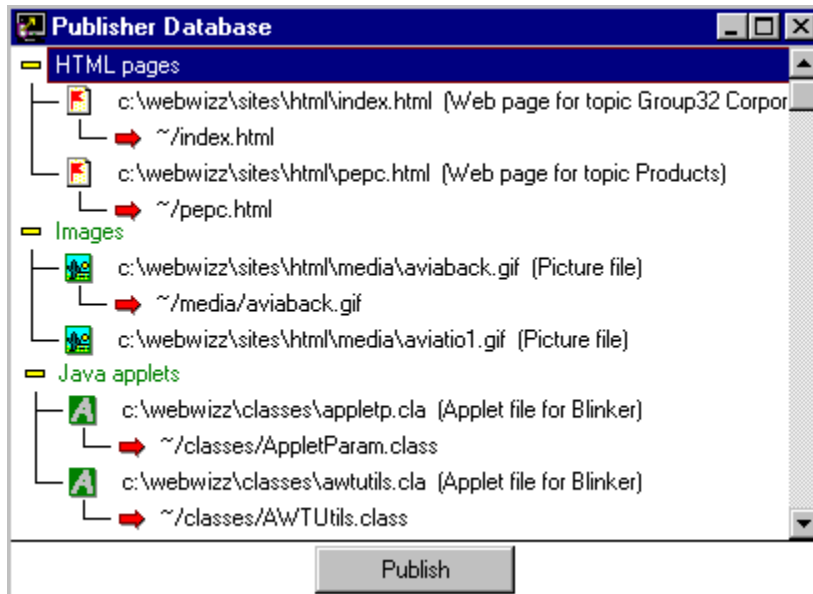 Publisher Database
HTML pages
c:\webwizz\sites\html\index.html (Web page for topic Group32 Corpor
~/index.html
c:\webwizz\sites\html\pepc.html (Web page for topic Products)
~/pepc.html
Images
c:\webwizz\sites\html\media\aviaback.gif (Picture file)
~/media/aviaback.gif
c:\webwizz\sites\html\media\aviatio1.gif (Picture file)
Java applets
c:\webwizz\classes\appletp.cla (Applet file for Blinker)
~/classes/AppletParam.class
c:\webwizz\classes\awtutils.cla (Applet file for Blinker)
~/classes/AWTUtils.class
Publish